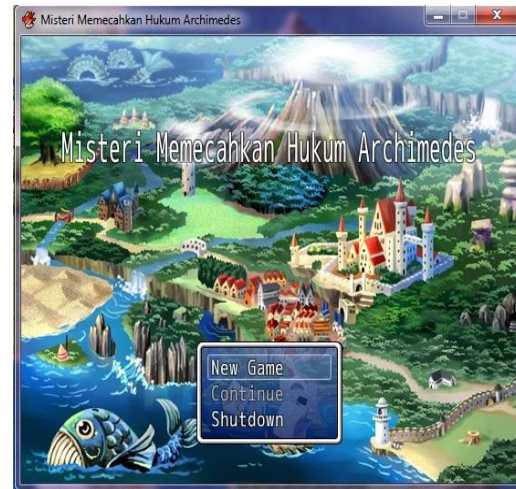 Misteri Memecahkan Hukum Archimedes
Misteri Memecahkan Hukum Archimedes
New Game
Continue
Shutdown